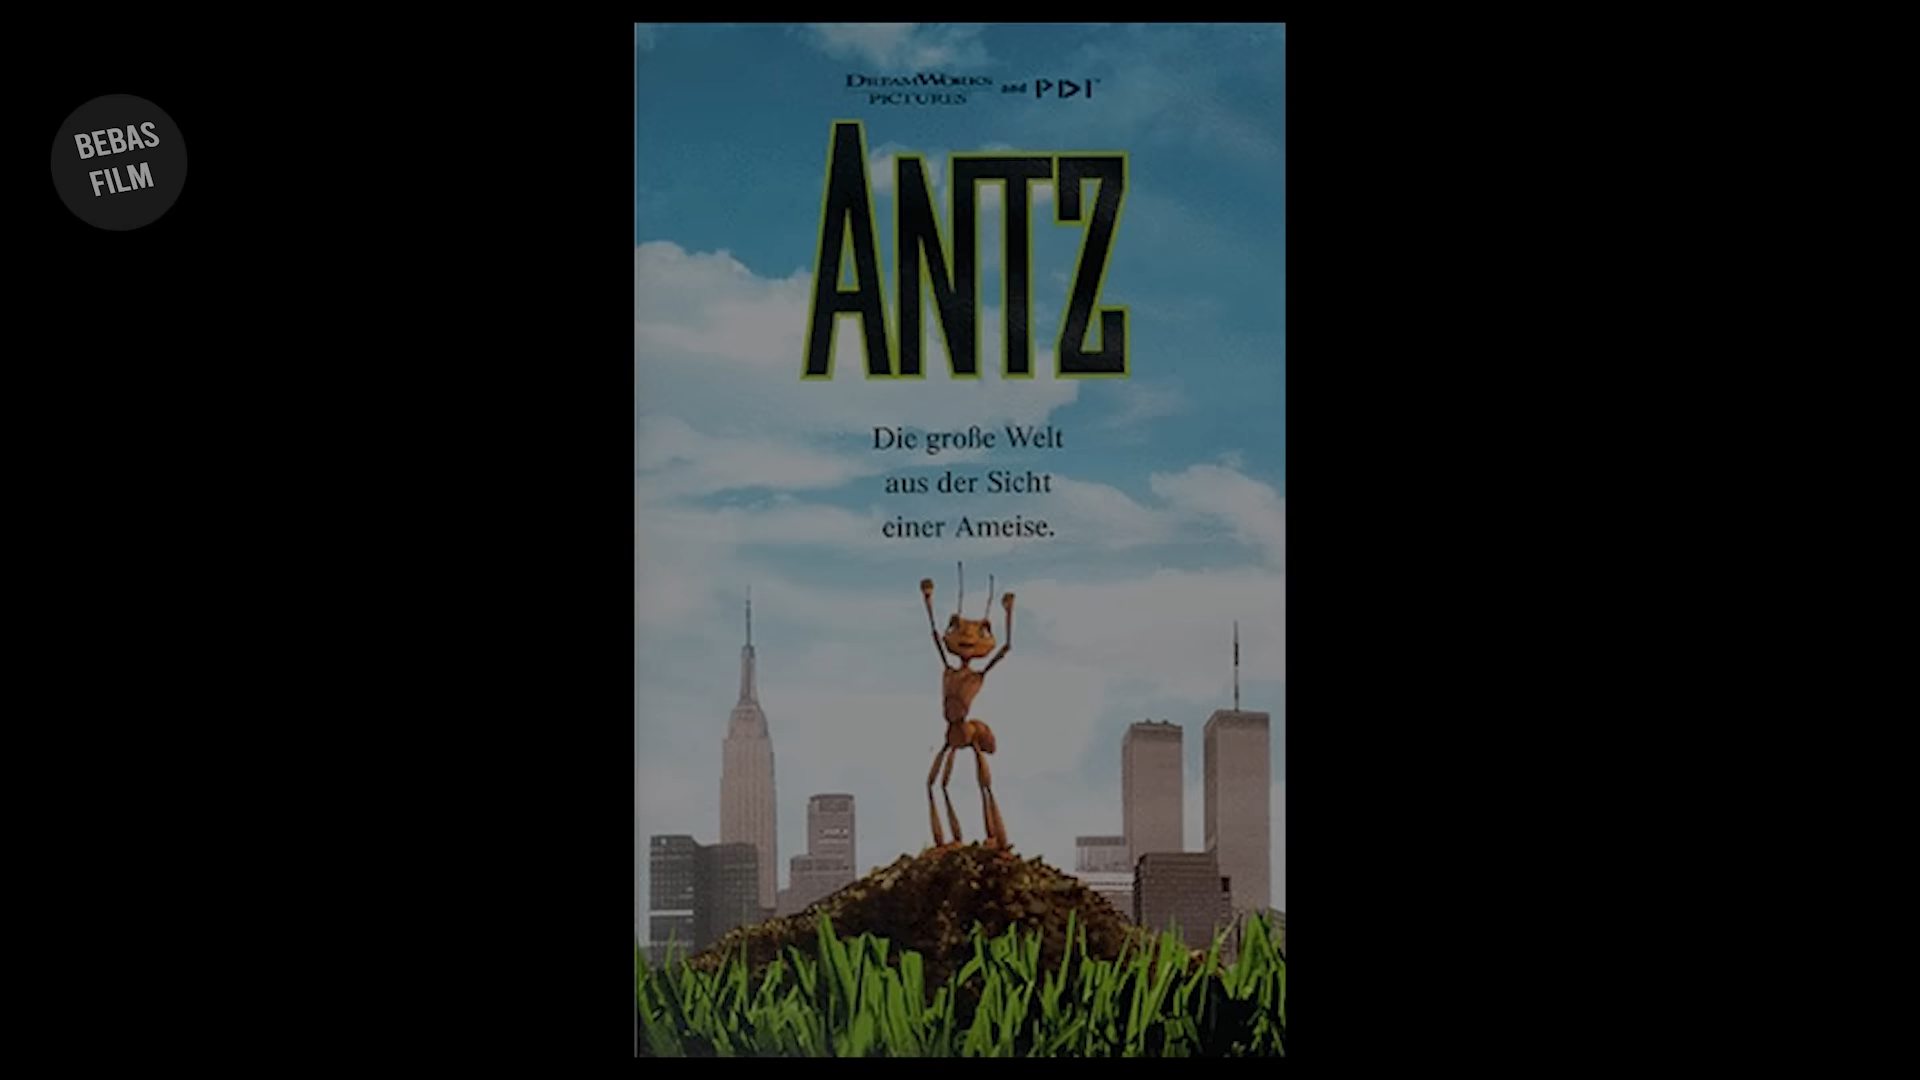 BEBAS
FILM
DREAMWORKS
PICTURES
and PDI
ANTZ
Die große Welt
aus der Sicht
einer Ameise.